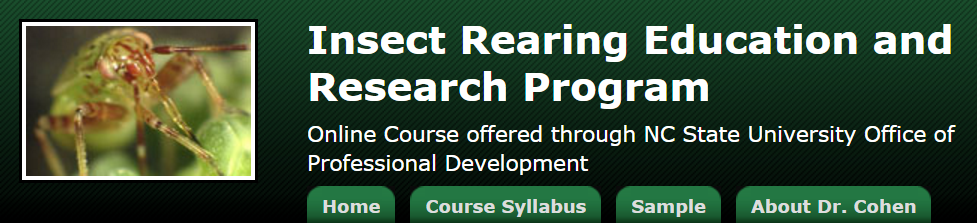 Insect Rearing Education and
Research Program
Online Course offered through NC State University Office of
Professional Development
Home
Course Syllabus
Sample
About Dr. Cohen